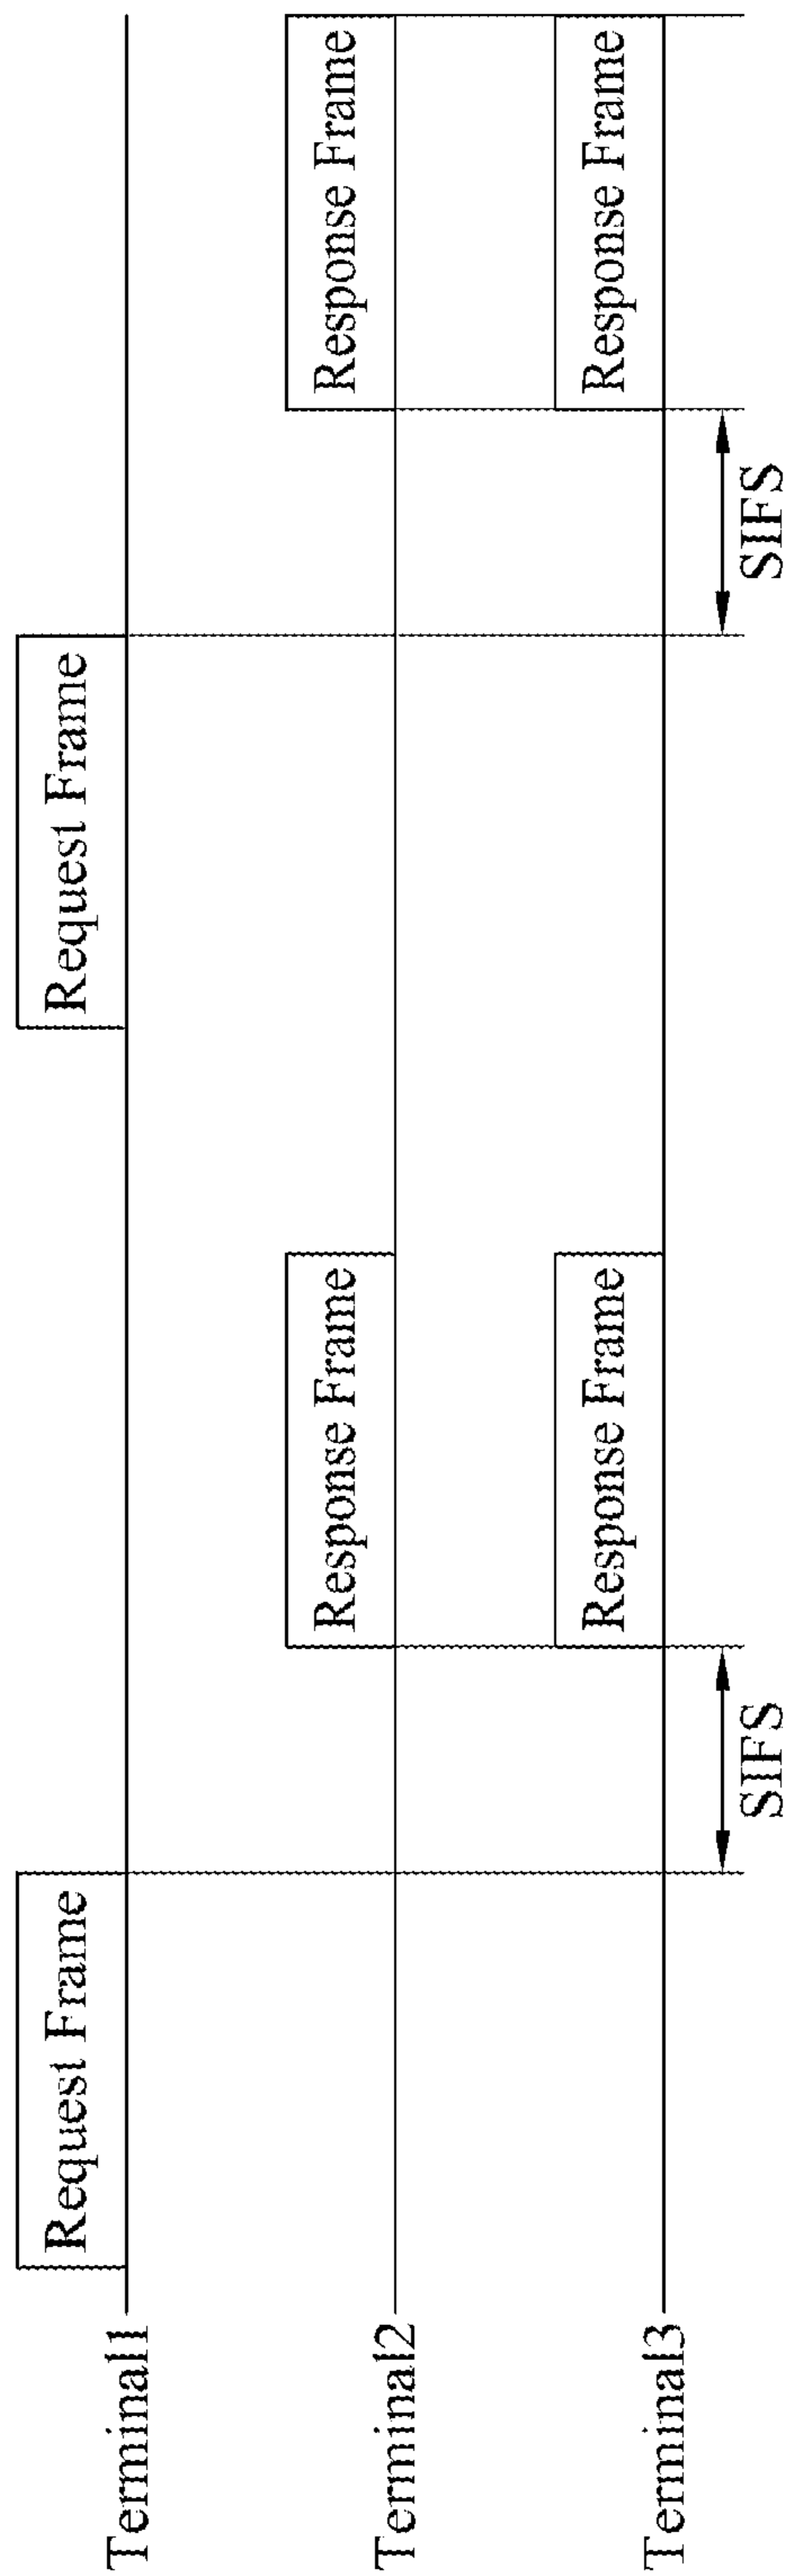 Terminal1
Request Frame
Request Frame
Terminal2
Response Frame
Response Frame
Terminal3
Response Frame
Response Frame
SIFS
SIFS